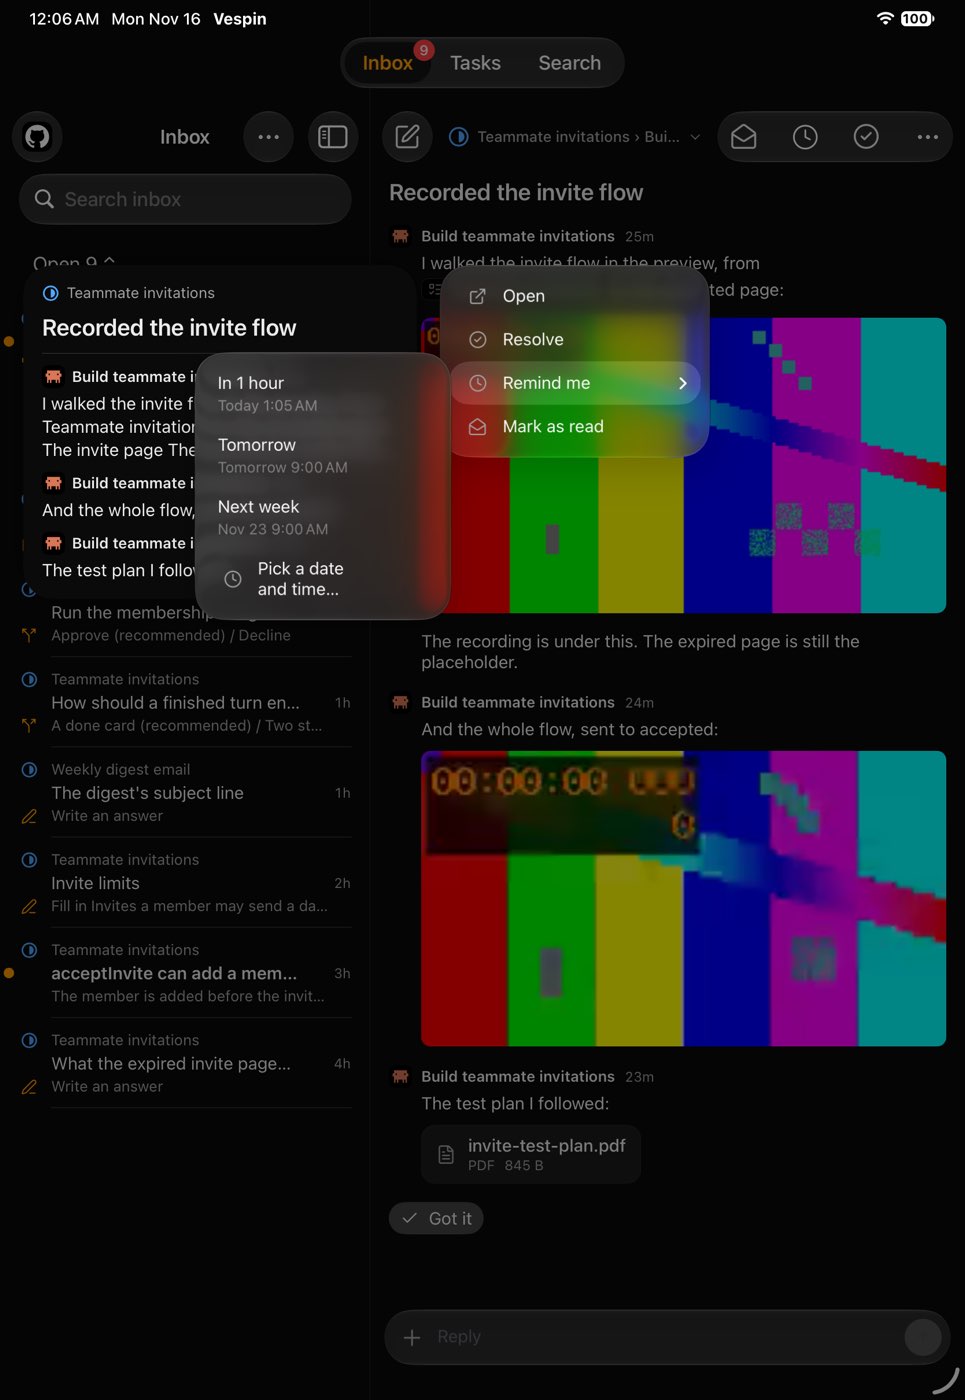 12:06 AM Mon Nov 16 Vespin
100
Inbox 9 Tasks Search
Inbox
Teammate invitations › Bui...
Search inbox
Recorded the invite flow
Build teammate invitations 25m
I walked the invite flow in the preview, from
ted page:
Open 9
Teammate invitations
Recorded the invite flow
Build teammate i
I walked the invite f
Teammate invitation
The invite page The
Build teammate i
And the whole flow,
Build teammate i
The test plan I follow
In 1 hour
Today 1:05 AM
Tomorrow
Tomorrow 9:00 AM
Next week
Nov 23 9:00 AM
Pick a date
and time...
Open
Resolve
Remind me
Mark as read
Run the membership
Approve (recommended) / Decline
Teammate invitations
How should a finished turn en... 1h
A done card (recommended) / Two st...
Weekly digest email
The digest's subject line 1h
Write an answer
Teammate invitations
Invite limits 2h
Fill in Invites a member may send a da...
Teammate invitations
acceptInvite can add a mem... 3h
The member is added before the invit...
Teammate invitations
What the expired invite page... 4h
Write an answer
The recording is under this. The expired page is still the
placeholder.
Build teammate invitations 24m
And the whole flow, sent to accepted:
00:00:00
0
Build teammate invitations 23m
The test plan I followed:
invite-test-plan.pdf
PDF 845 B
Got it
Reply